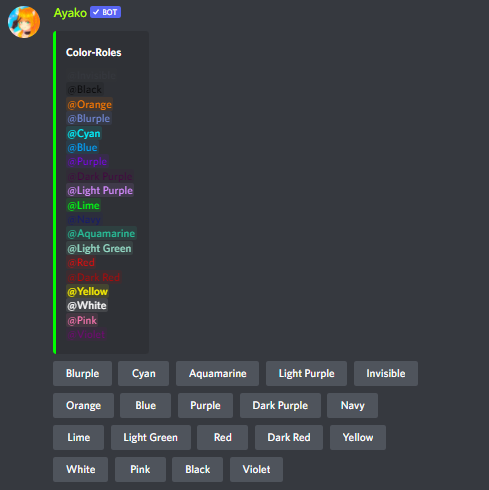 Ayako ✓ BOT
Color-Roles
@Invisible
@Black
@Orange
@Blurple
@Cyan
@Blue
@Purple
@Dark Purple
@Light Purple
@Lime
@Navy
@Aquamarine
@Light Green
@Red
@Dark Red
@Yellow
@White
@Pink
@Violet
Blurple Cyan Aquamarine Light Purple Invisible
Orange Blue Purple Dark Purple Navy
Lime Light Green Red Dark Red Yellow
White Pink Black Violet